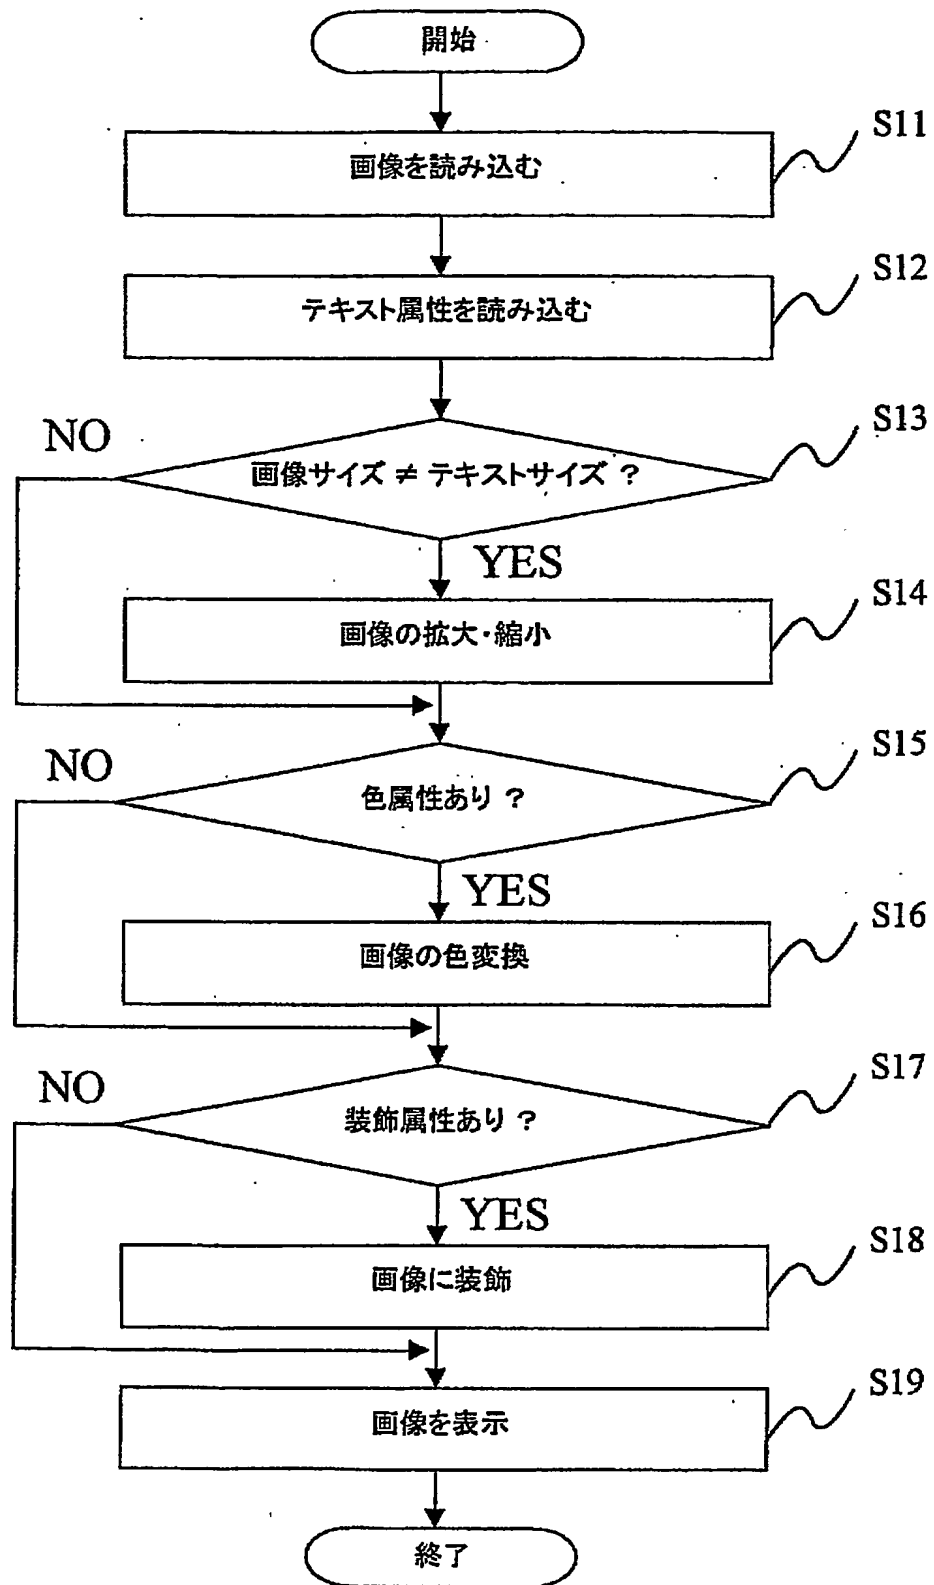 開始
S11
画像を読み込む
S12
テキスト属性を読み込む
S13
NO
画像サイズ ≠ テキストサイズ ?
YES
S14
画像の拡大・縮小
S15
NO
色属性あり ?
YES
S16
画像の色変換
S17
NO
装飾属性あり ?
YES
S18
画像に装飾
S19
画像を表示
終了